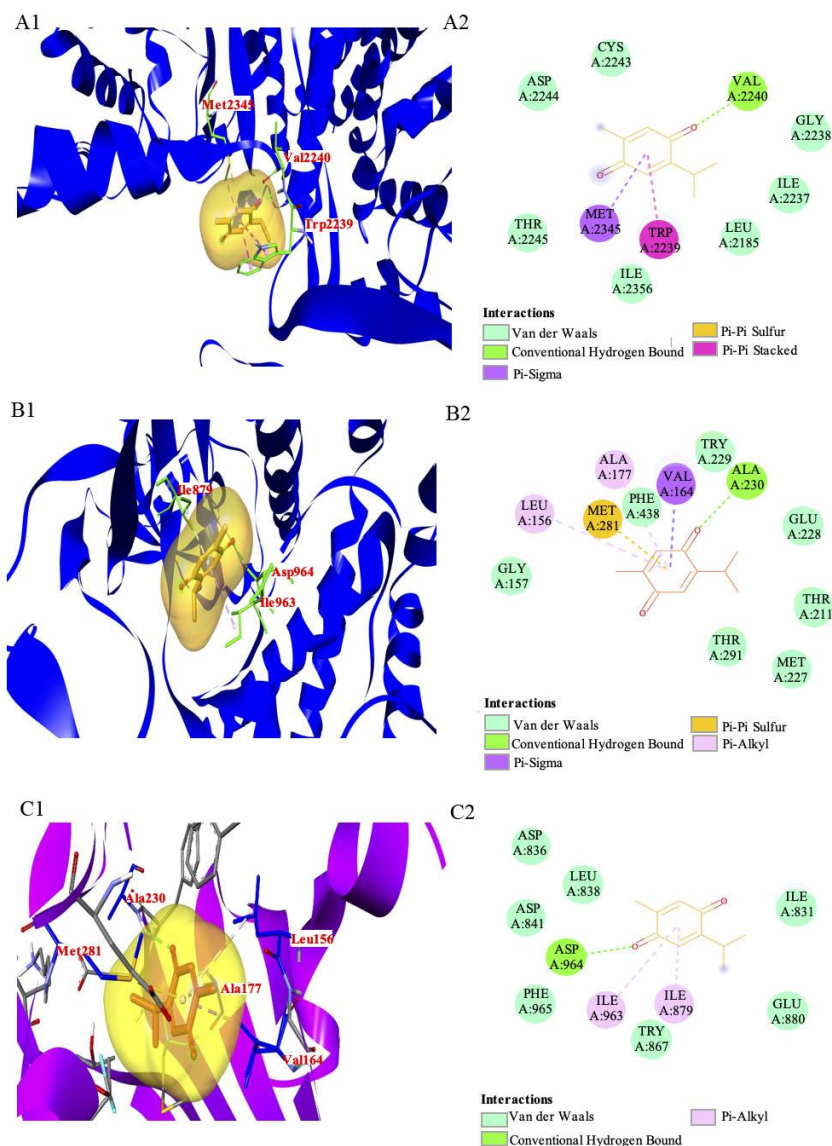 A1
Met2345
Val2240
Trp2239
A2
CYS
A:2243
ASP
A:2244
VAL
A:2240
GLY
A:2238
ILE
A:2237
THR
A:2245
MET
A:2345
TRP
A:2239
LEU
A:2185
ILE
A:2356
Interactions
Van der Waals
Conventional Hydrogen Bound
Pi-Sigma
Pi-Pi Sulfur
Pi-Pi Stacked
B1
Ile879
Asp964
Ile963
B2
TRY
A:229
ALA
A:177
VAL
A:164
ALA
A:230
LEU
A:156
MET
A:281
PHE
A:438
GLU
A:228
GLY
A:157
THR
A:211
THR
A:291
MET
A:227
Interactions
Van der Waals
Conventional Hydrogen Bound
Pi-Sigma
Pi-Pi Sulfur
Pi-Alkyl
C1
Ala230
Leu156
Met281
Ala177
Val164
C2
ASP
A:836
LEU
A:838
ILE
A:831
ASP
A:841
ASP
A:964
PHE
A:965
ILE
A:963
ILE
A:879
GLU
A:880
TRY
A:867
Interactions
Van der Waals
Conventional Hydrogen Bound
Pi-Alkyl